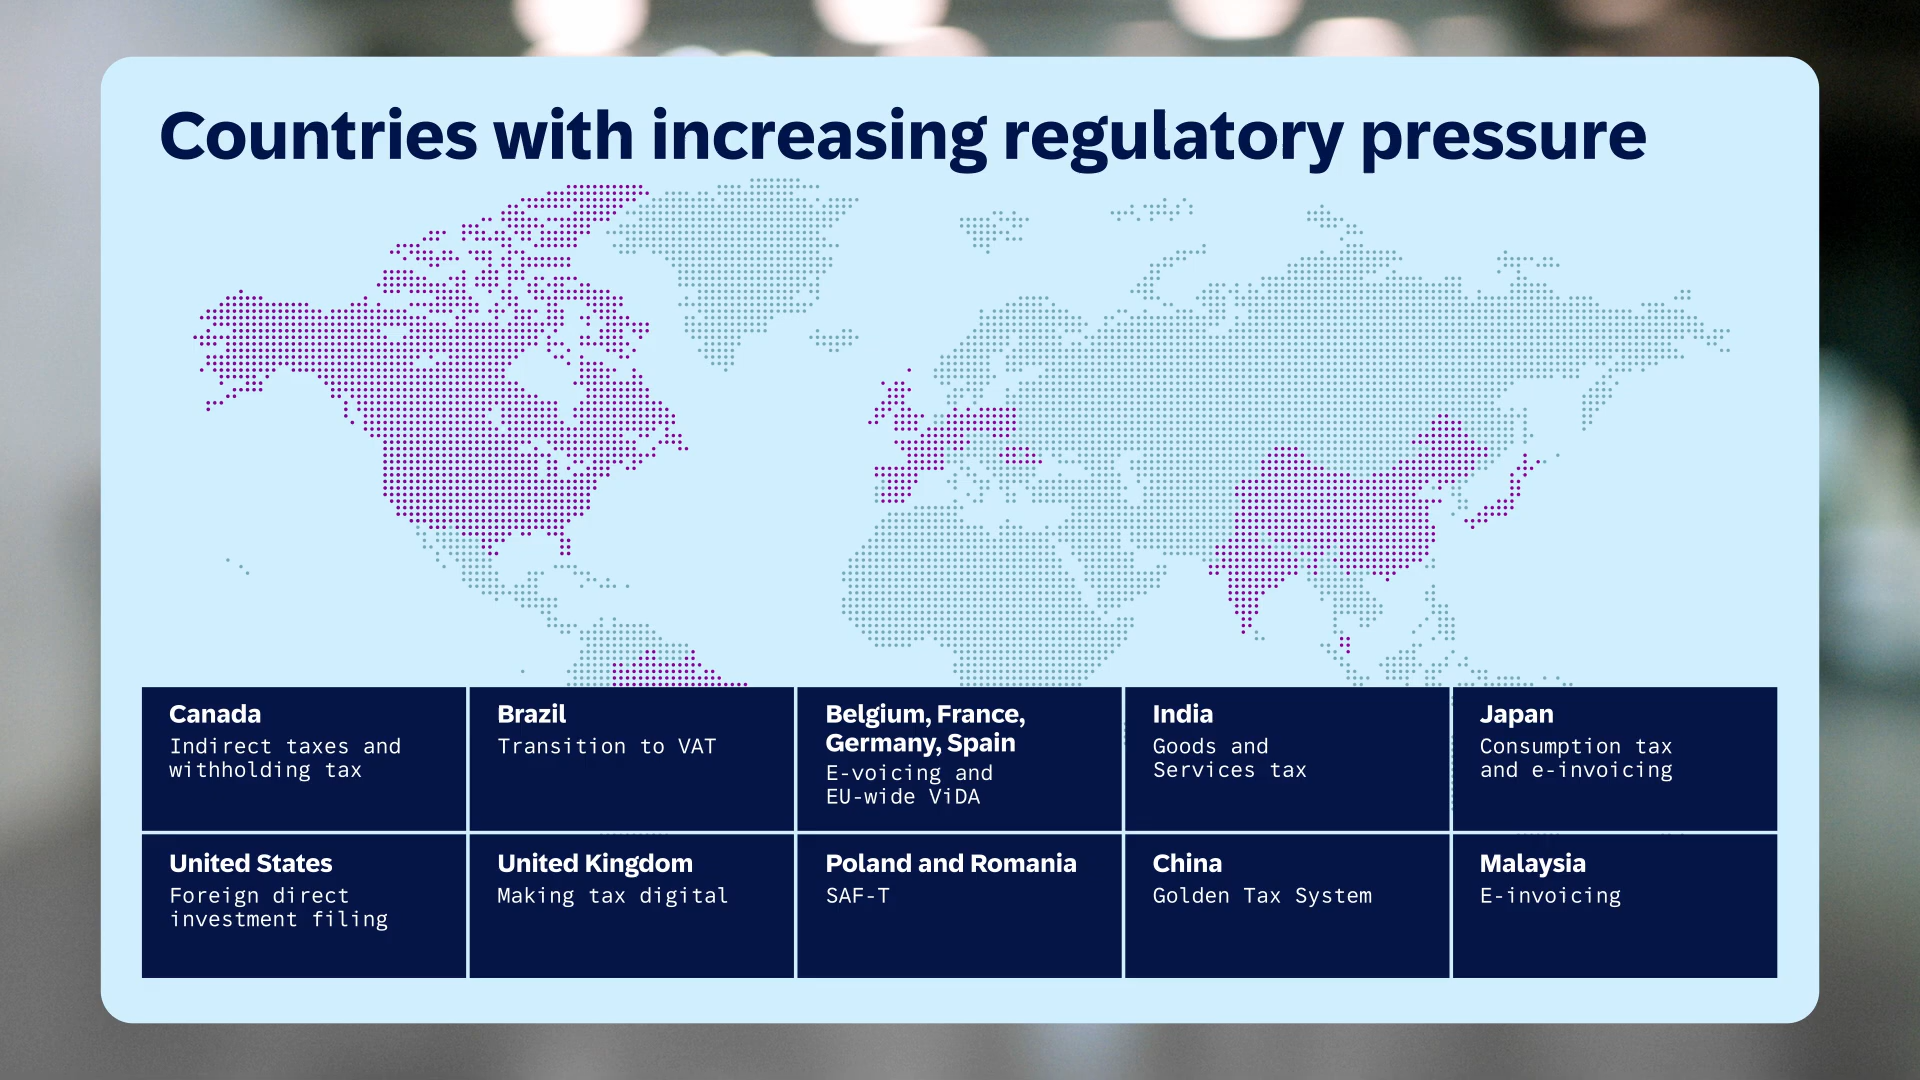 Countries with increasing regulatory pressure
Canada
Indirect taxes and
withholding tax
Brazil
Transition to VAT
Belgium, France,
Germany, Spain
E-voicing and
EU-wide ViDA
India
Goods and
Services tax
Japan
Consumption tax
and e-invoicing
United States
Foreign direct
investment filing
United Kingdom
Making tax digital
Poland and Romania
SAF-T
China
Golden Tax System
Malaysia
E-invoicing